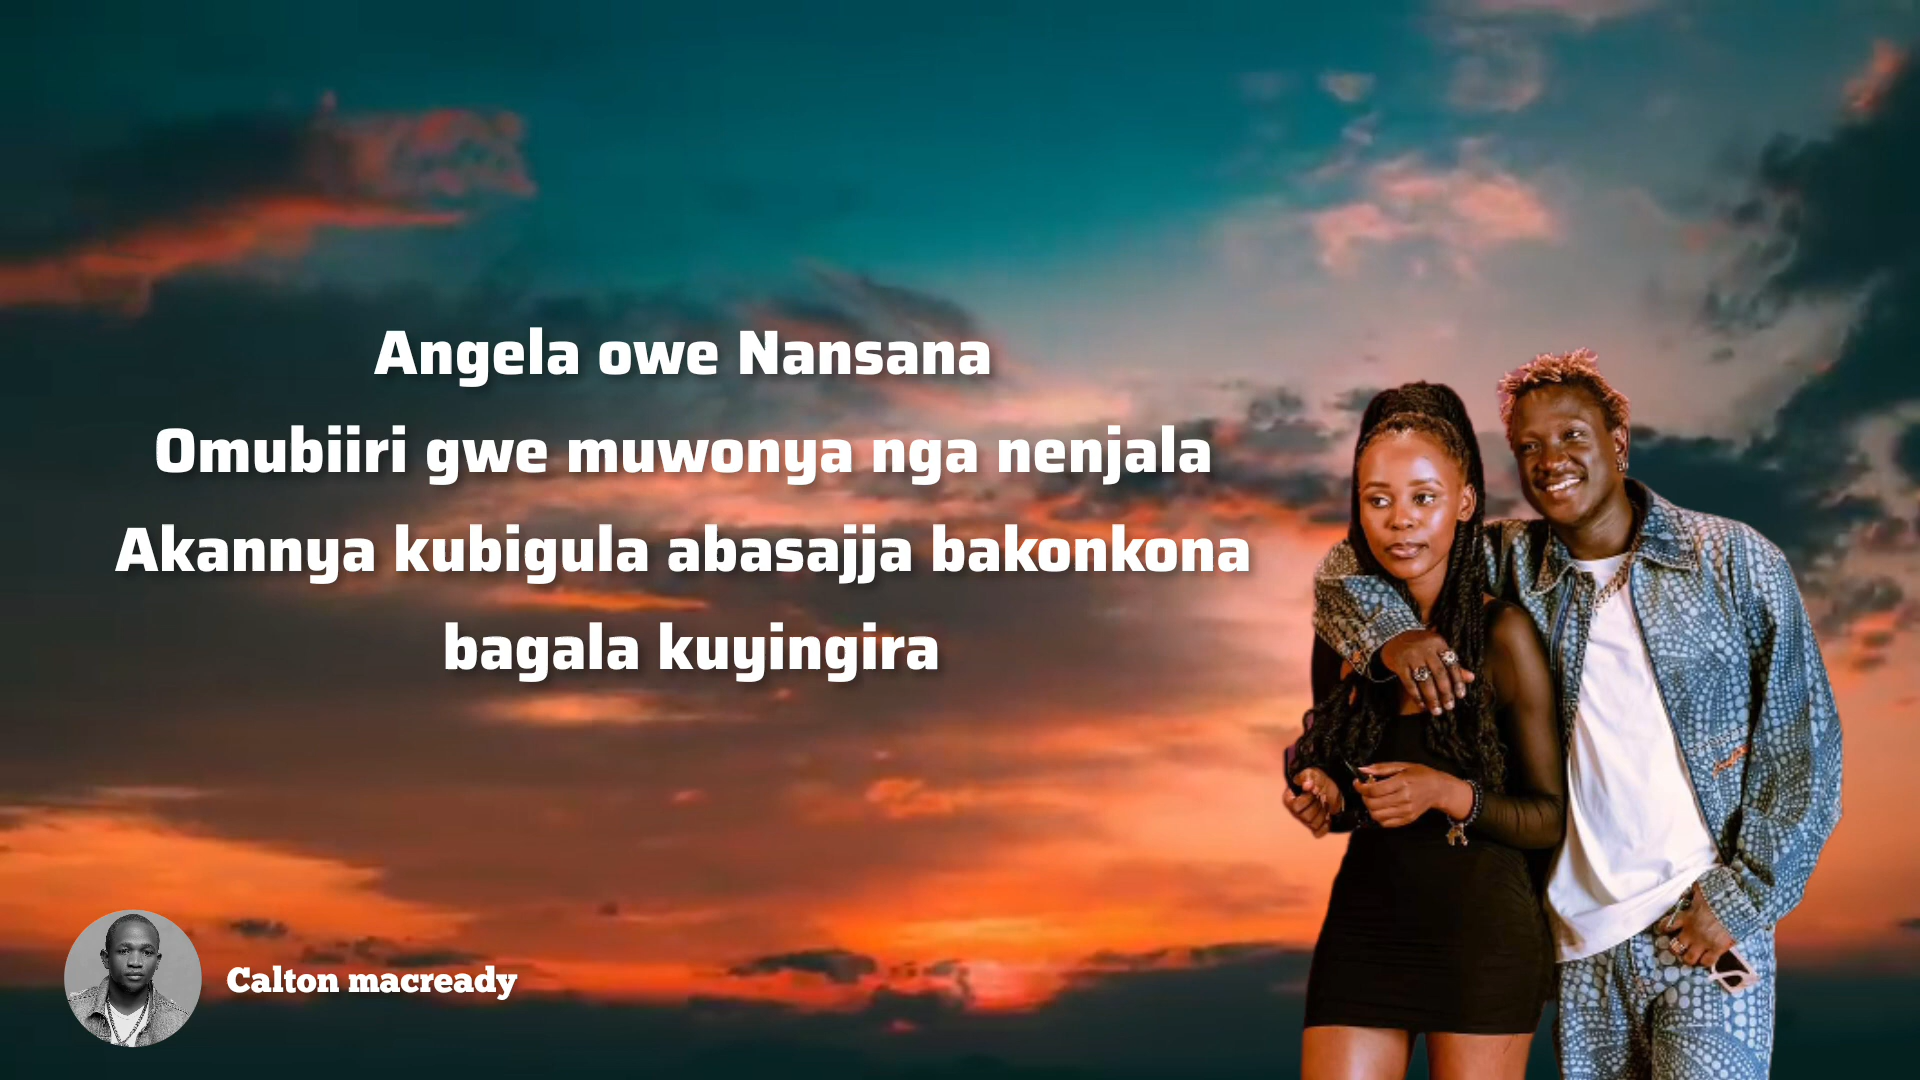 Angela owe Nansana
Omubiiri gwe muwonya nga nenjala
Akannya kubigula abasajja bakonkona
bagala kuyingira
Calton macready